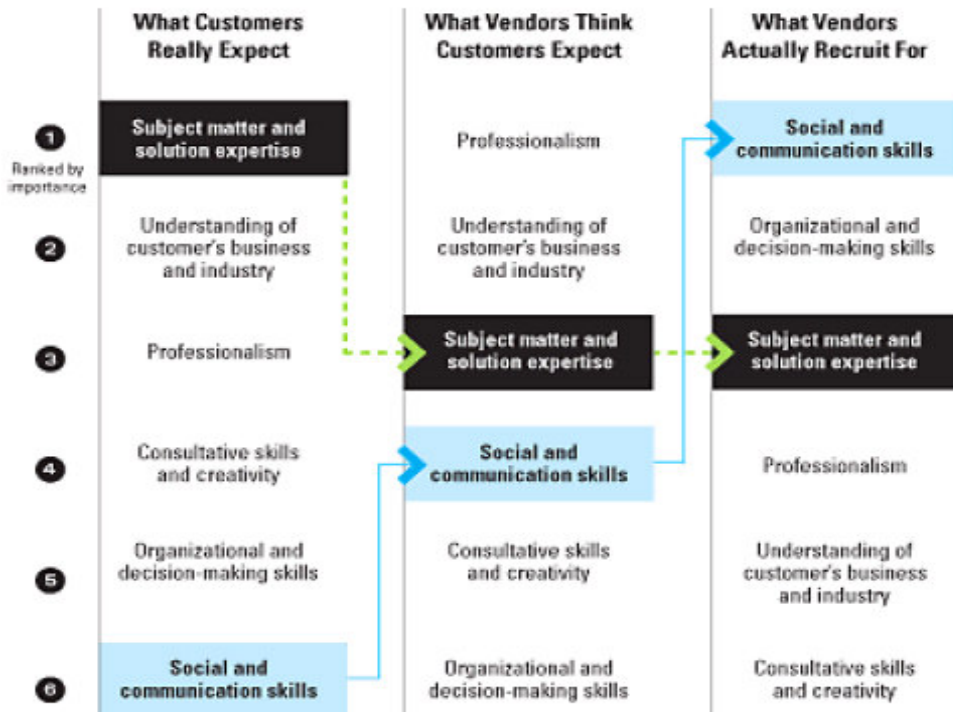 What Customers
Really Expect
What Vendors Think
Customers Expect
What Vendors
Actually Recruit For
1
Ranked by
importance
Subject matter and
solution expertise
Professionalism
Social and
communication skills
2
Understanding of
customer's business
and industry
Understanding of
customer's business
and industry
Organizational and
decision-making skills
3
Professionalism
Subject matter and
solution expertise
Subject matter and
solution expertise
4
Consultative skills
and creativity
Social and
communication skills
Professionalism
5
Organizational and
decision-making skills
Consultative skills
and creativity
Understanding of
customer's business
and industry
6
Social and
communication skills
Organizational and
decision-making skills
Consultative skills
and creativity